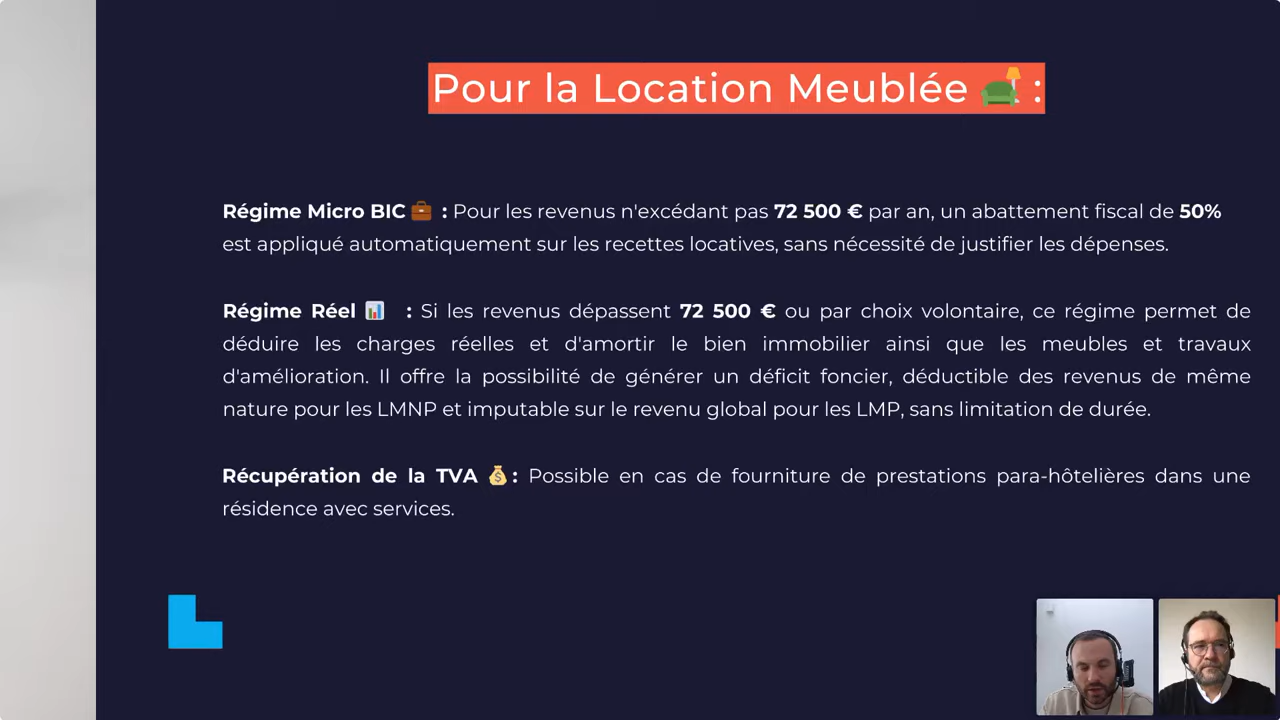 Pour la Location Meublée 🛋️ :
Régime Micro BIC 💼 : Pour les revenus n'excédant pas 72 500 € par an, un abattement fiscal de 50%
est appliqué automatiquement sur les recettes locatives, sans nécessité de justifier les dépenses.
Régime Réel 📊 : Si les revenus dépassent 72 500 € ou par choix volontaire, ce régime permet de
déduire les charges réelles et d'amortir le bien immobilier ainsi que les meubles et travaux
d'amélioration. Il offre la possibilité de générer un déficit foncier, déductible des revenus de même
nature pour les LMNP et imputable sur le revenu global pour les LMP, sans limitation de durée.
Récupération de la TVA 💰 : Possible en cas de fourniture de prestations para-hôtelières dans une
résidence avec services.